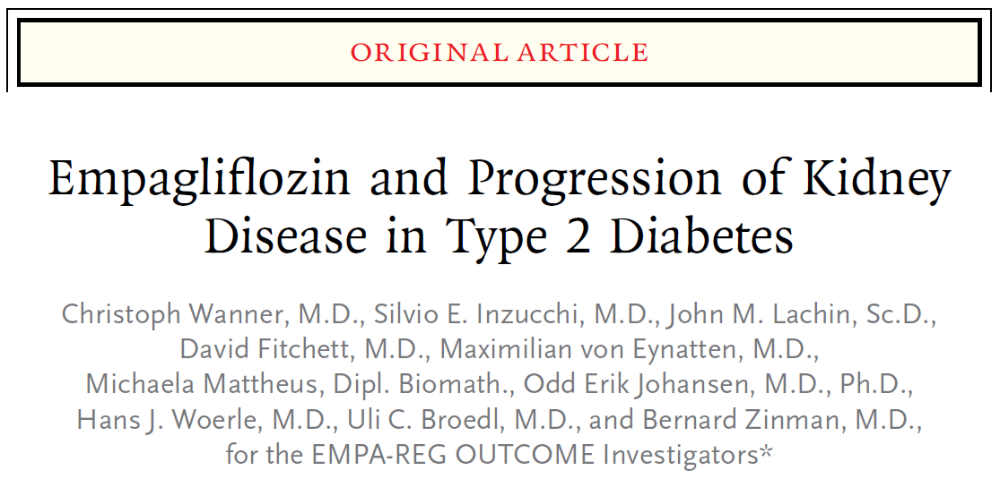 ORIGINAL ARTICLE
Empagliflozin and Progression of Kidney
Disease in Type 2 Diabetes
Christoph Wanner, M.D., Silvio E. Inzucchi, M.D., John M. Lachin, Sc.D.,
David Fitchett, M.D., Maximilian von Eynatten, M.D.,
Michaela Mattheus, Dipl. Biomath., Odd Erik Johansen, M.D., Ph.D.,
Hans J. Woerle, M.D., Uli C. Broedl, M.D., and Bernard Zinman, M.D.,
for the EMPA-REG OUTCOME Investigators*